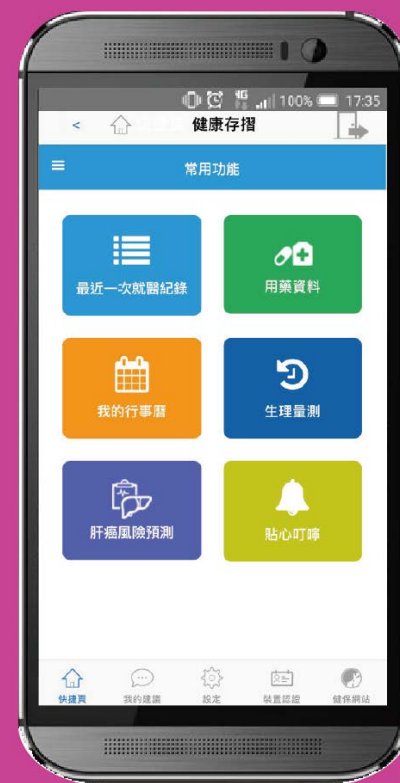 4G
100%
17:35
<
健康存摺
常用功能
最近一次就醫紀錄
用藥資料
我的行事曆
生理量測
肝癌風險預測
貼心叮嚀
快捷頁
我的建議
設定
裝置認證
健保網站